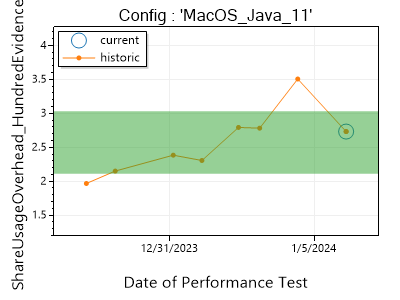 Config : 'MacOS_Java_11'
ShareUsageOverhead_HundredEvidence
current
historic
4
3.5
3
2.5
2
1.5
12/31/2023
1/5/2024
Date of Performance Test